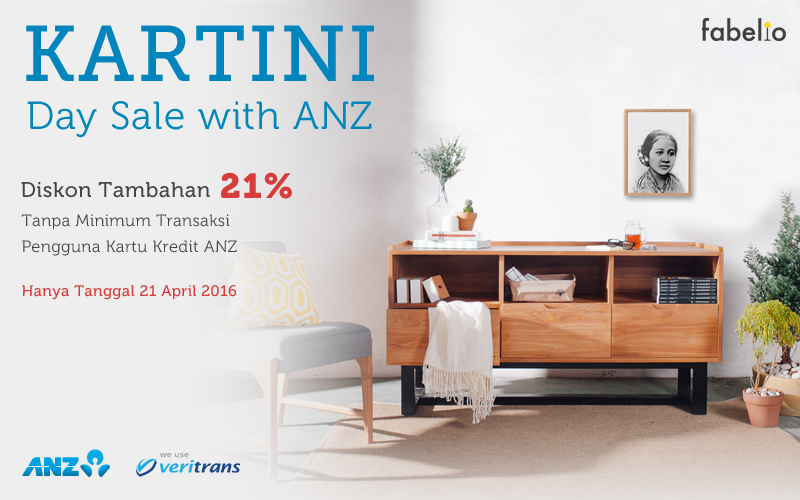 KARTINI
fabelio
Day Sale with ANZ
Diskon Tambahan 21%
Tanpa Minimum Transaksi
Pengguna Kartu Kredit ANZ
Hanya Tanggal 21 April 2016
ANZ
we use
veritrans